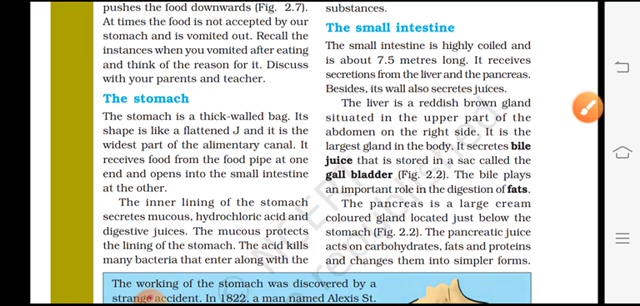 pushes the food downwards (Fig. 2.7).
At times the food is not accepted by our
stomach and is vomited out. Recall the
instances when you vomited after eating
and think of the reason for it. Discuss
with your parents and teacher.
The stomach
The stomach is a thick-walled bag. Its
shape is like a flattened J and it is the
widest part of the alimentary canal. It
receives food from the food pipe at one
end and opens into the small intestine
at the other.
The inner lining of the stomach
secretes mucous, hydrochloric acid and
digestive juices. The mucous protects
the lining of the stomach. The acid kills
many bacteria that enter along with the
substances.
The small intestine
The small intestine is highly coiled and
is about 7.5 metres long. It receives
secretions from the liver and the pancreas.
Besides, its wall also secretes juices.
The liver is a reddish brown gland
situated in the upper part of the
abdomen on the right side. It is the
largest gland in the body. It secretes bile
juice that is stored in a sac called the
gall bladder (Fig. 2.2). The bile plays
an important role in the digestion of fats.
The pancreas is a large cream
coloured gland located just below the
stomach (Fig. 2.2). The pancreatic juice
acts on carbohydrates, fats and proteins
and changes them into simpler forms.
The working of the stomach was discovered by a
strange accident. In 1822, a man named Alexis St.